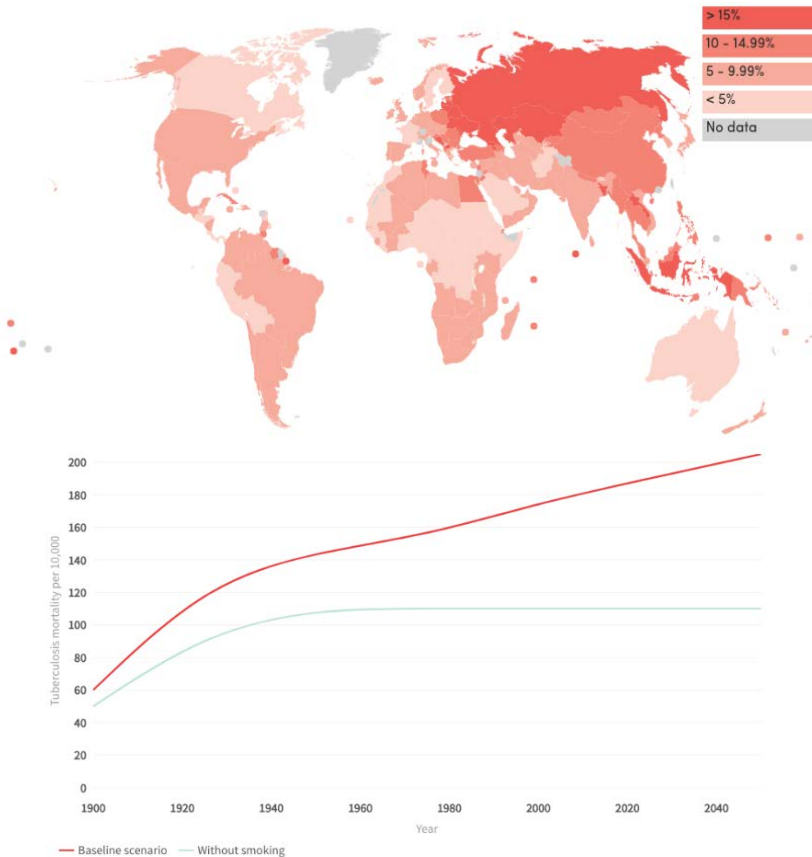 > 15%
10 – 14.99%
5 – 9.99%
< 5%
No data
200
180
160
140
120
100
80
60
40
20
0
Tuberculosis mortality per 10,000
1900 1920 1940 1960 1980 2000 2020 2040
Year
Baseline scenario Without smoking